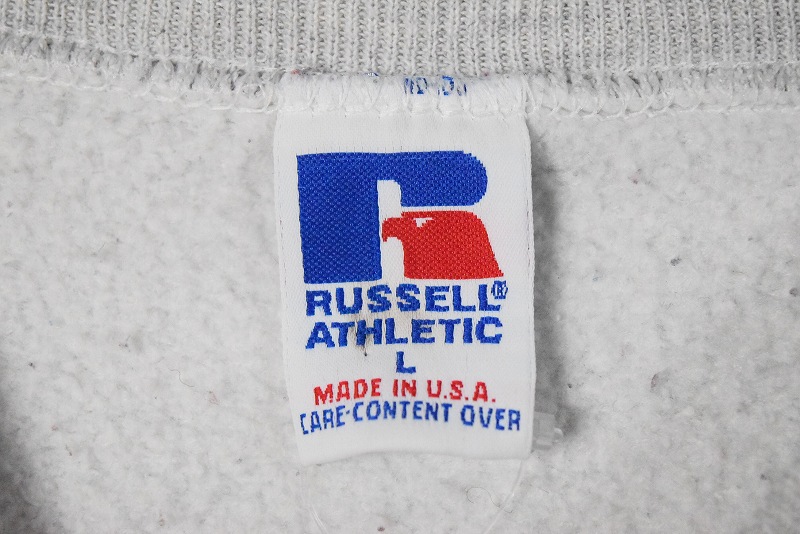 RUSSELL®
ATHLETIC
L
MADE IN U.S.A.
CARE-CONTENT OVER